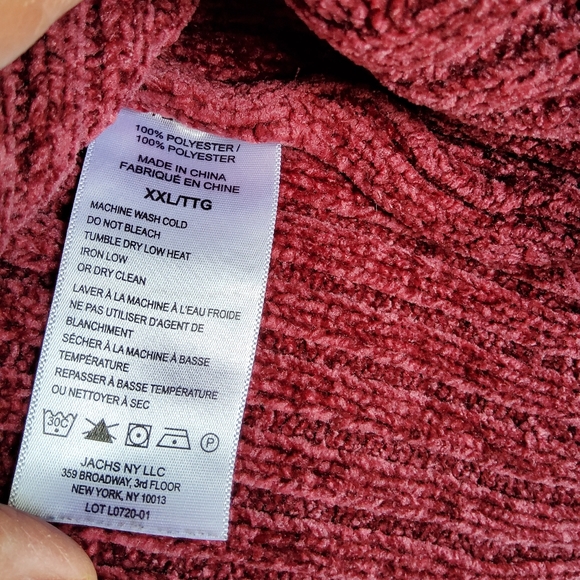 100% POLYESTER /
100% POLYESTER
MADE IN CHINA
FABRIQUÉ EN CHINE
XXL/TTG
MACHINE WASH COLD
DO NOT BLEACH
TUMBLE DRY LOW HEAT
IRON LOW
OR DRY CLEAN
LAVER À LA MACHINE À L'EAU FROIDE
NE PAS UTILISER D'AGENT DE
BLANCHIMENT
SÉCHER À LA MACHINE À BASSE
TEMPÉRATURE
REPASSER À BASSE TEMPÉRATURE
OU NETTOYER À SEC
30C P
JACHS NY LLC
359 BROADWAY, 3rd FLOOR
NEW YORK, NY 10013
LOT L0720-01